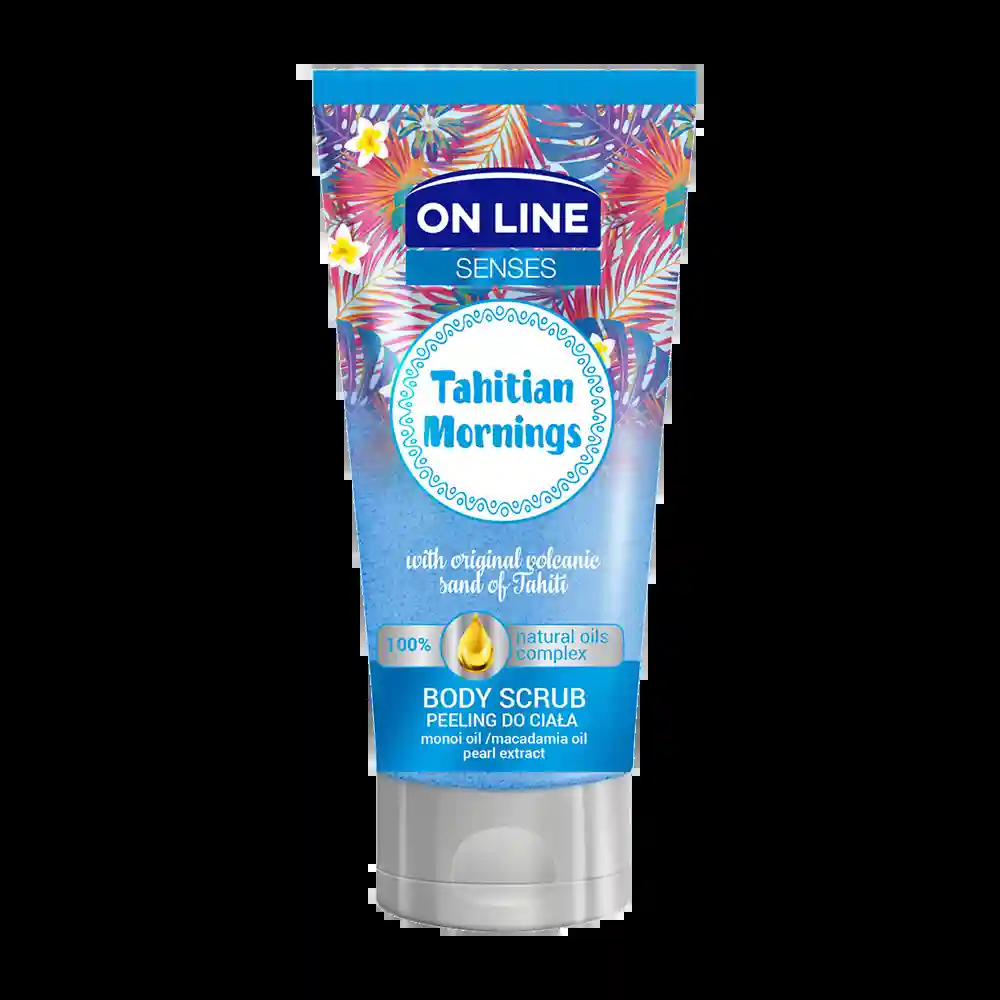 ON LINE
SENSES
Tahitian
Mornings
with original volcanic
sand of Tahiti
100%
natural oils
complex
BODY SCRUB
PEELING DO CIAŁA
monoi oil /macadamia oil
pearl extract